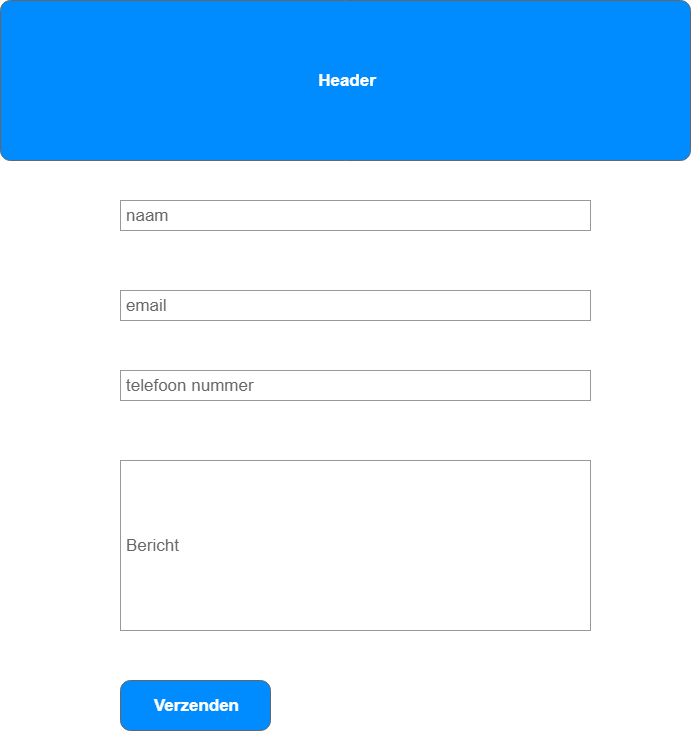 Header
naam
email
telefoon nummer
Bericht
Verzenden